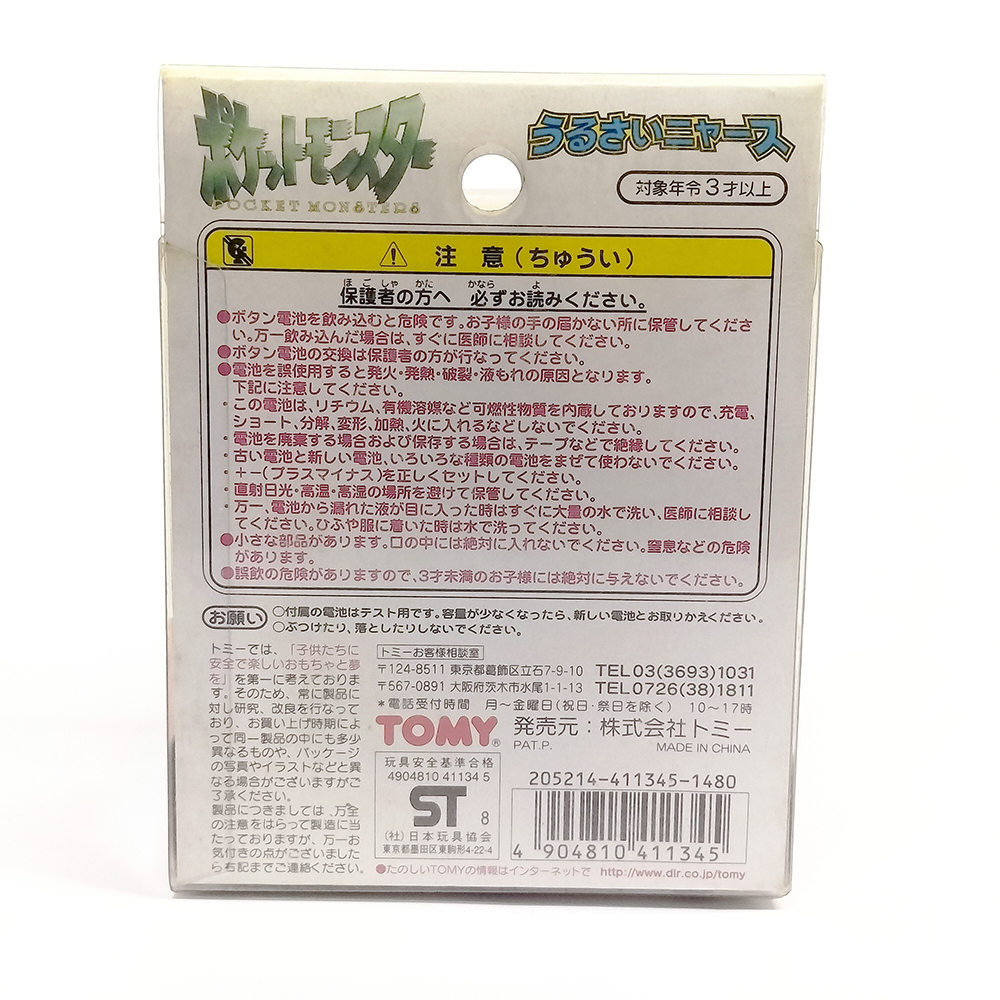 ポケットモンスター
POCKET MONSTERS
うるさいニャース
対象年令3才以上
注意(ちゅうい)
ほごしゃ かた かなら よ
保護者の方へ 必ずお読みください。
●ボタン電池を飲み込むと危険です。お子様の手の届かない所に保管してくださ
い。万一飲み込んだ場合は、すぐに医師に相談してください。
●ボタン電池の交換は保護者の方が行なってください。
●電池を誤使用すると発火・発熱・破裂・液もれの原因となります。
下記に注意してください。
・この電池は、リチウム、有機溶媒など可燃性物質を内蔵しておりますので、充電、
ショート、分解、変形、加熱、火に入れるなどしないでください。
・電池を廃棄する場合および保存する場合は、テープなどで絶縁してください。
・古い電池と新しい電池、いろいろな種類の電池をまぜて使わないでください。
・+-(プラスマイナス)を正しくセットしてください。
・直射日光・高温・高湿の場所を避けて保管してください。
・万一、電池から漏れた液が目に入った時はすぐに大量の水で洗い、医師に相談し
てください。ひふや服に着いた時は水で洗ってください。
●小さな部品があります。口の中には絶対に入れないでください。窒息などの危険
があります。
●誤飲の危険がありますので、3才未満のお子様には絶対に与えないでください。
お願い
○付属の電池はテスト用です。容量が少なくなったら、新しい電池とお取りかえください。
○ぶつけたり、落としたりしないでください。
トミーでは、「子供たちに
安全で楽しいおもちゃと夢
を」を第一に考えておりま
す。そのため、常に製品に
対し研究、改良を行なって
おり、お買い上げ時期によ
って同一製品の中にも多少
異なるものや、パッケージ
の写真やイラストなどと異
なる場合がございますがご
了承ください。
製品につきましては、万全
の注意をはらって製造に当
たっておりますが、万一お
気付きの点がございました
ら右記までご連絡ください。
トミーお客様相談室
〒124-8511 東京都葛飾区立石7-9-10 TEL03(3693)1031
〒567-0891 大阪府茨木市水尾1-1-13 TEL0726(38)1811
*電話受付時間 月~金曜日(祝日・祭日を除く) 10~17時
TOMY® 発売元:株式会社トミー
PAT.P. MADE IN CHINA
玩具安全基準合格
4904810 41134 5
ST 8
(社)日本玩具協会
東京都墨田区東駒形4-22-4
205214-411345-1480
4 904810 411345
●たのしいTOMYの情報はインターネットで http://www.dlr.co.jp/tomy